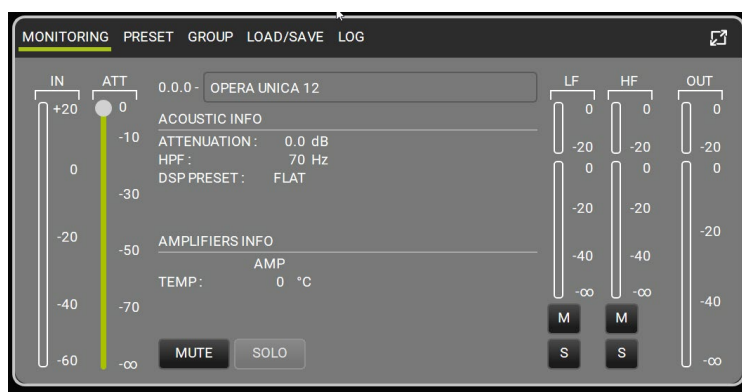 MONITORING PRESET GROUP LOAD/SAVE LOG
IN ATT LF HF OUT
0.0.0 - OPERA UNICA 12
+20 0 0 0 0
ACOUSTIC INFO
-10 ATTENUATION : 0.0 dB -20 -20 -20
HPF : 70 Hz
0 0 0 0
DSP PRESET : FLAT
-30
-20 -20
-20 -20
AMPLIFIERS INFO
-50 -40 -40
AMP
TEMP : 0 °C
-∞ -∞
-40 -70 -40
M M
MUTE SOLO S S
-60 -∞ -∞